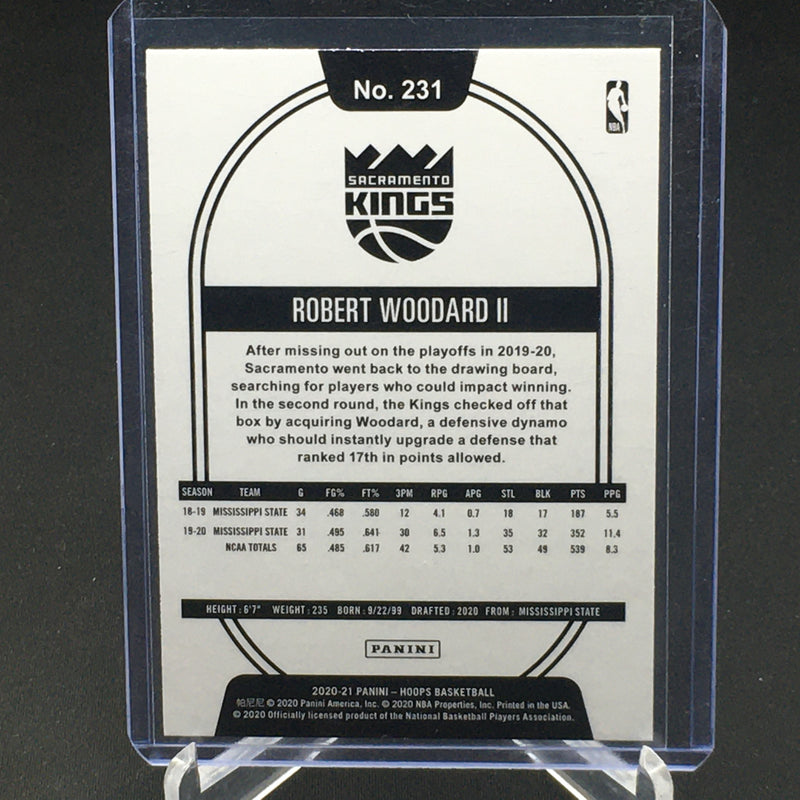 No. 231
NBA
SACRAMENTO
KINGS
ROBERT WOODARD II
After missing out on the playoffs in 2019-20,
Sacramento went back to the drawing board,
searching for players who could impact winning.
In the second round, the Kings checked off that
box by acquiring Woodard, a defensive dynamo
who should instantly upgrade a defense that
ranked 17th in points allowed.
SEASON TEAM G FG% FT% 3PM RPG APG STL BLK PTS PPG
18-19 MISSISSIPPI STATE 34 .468 .580 12 4.1 0.7 18 17 187 5.5
19-20 MISSISSIPPI STATE 31 .495 .641 30 6.5 1.3 35 32 352 11.4
NCAA TOTALS 65 .485 .617 42 5.3 1.0 53 49 539 8.3
HEIGHT: 6'7" WEIGHT: 235 BORN: 9/22/99 DRAFTED: 2020 FROM: MISSISSIPPI STATE
PANINI
2020-21 PANINI – HOOPS BASKETBALL
帕尼尼 © 2020 Panini America, Inc. © 2020 NBA Properties, Inc. Printed in the USA.
© 2020 Officially licensed product of the National Basketball Players Association.